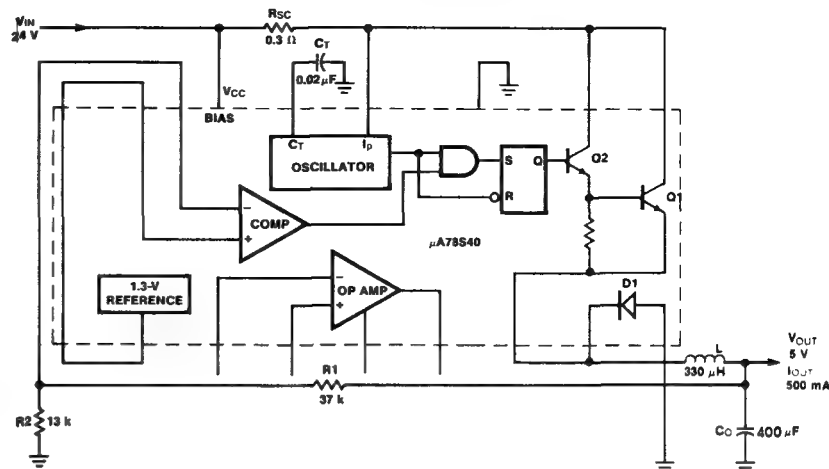 VIN
24 V
RSC
0.3 Ω
CT
0.02 μF
VCC
BIAS
CT
Ip
OSCILLATOR
S
Q
R
Q2
Q1
−
COMP
+
μA78S40
1.3-V
REFERENCE
−
OP AMP
+
D1
L
330 μH
VOUT
5 V
IOUT
500 mA
R1
37 k
R2
13 k
CO
400 μF